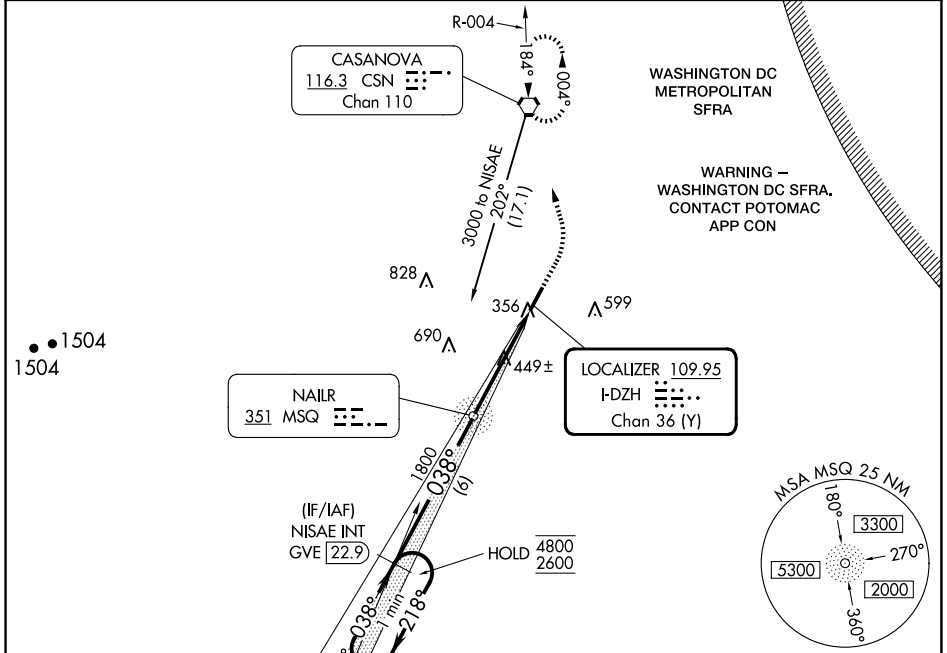 R-004
184°
004°
CASANOVA
116.3 CSN
Chan 110
WASHINGTON DC
METROPOLITAN
SFRA
WARNING –
WASHINGTON DC SFRA.
CONTACT POTOMAC
APP CON
3000 to NISAE
202°
(17.1)
828
356
599
690
449±
1504
1504
LOCALIZER 109.95
I-DZH
Chan 36 (Y)
NAILR
351 MSQ
1800
038°
(6)
(IF/IAF)
NISAE INT
GVE 22.9
HOLD 4800
2600
038°
1 min
218°
MSA MSQ 25 NM
180°
3300
270°
5300
2000
360°